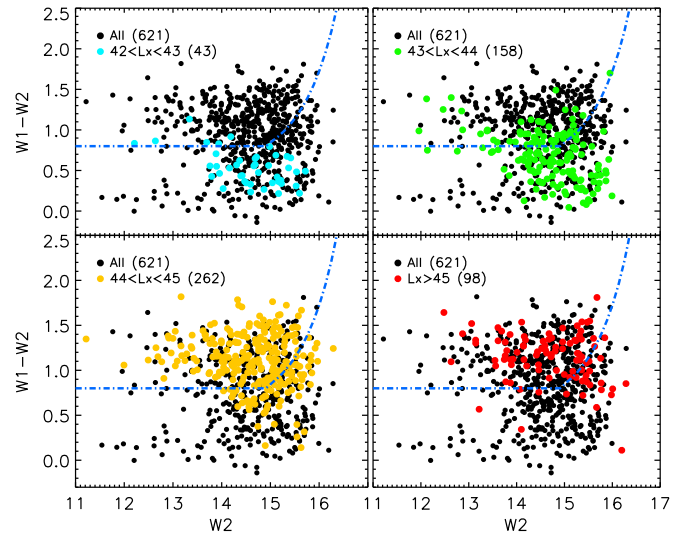 2.5
2.0
1.5
1.0
0.5
0.0
W1−W2
All (621)
42<Lx<43 (43)
All (621)
43<Lx<44 (158)
2.5
2.0
1.5
1.0
0.5
0.0
W1−W2
All (621)
44<Lx<45 (262)
All (621)
Lx>45 (98)
11 12 13 14 15 16
11 12 13 14 15 16 17
W2
W2